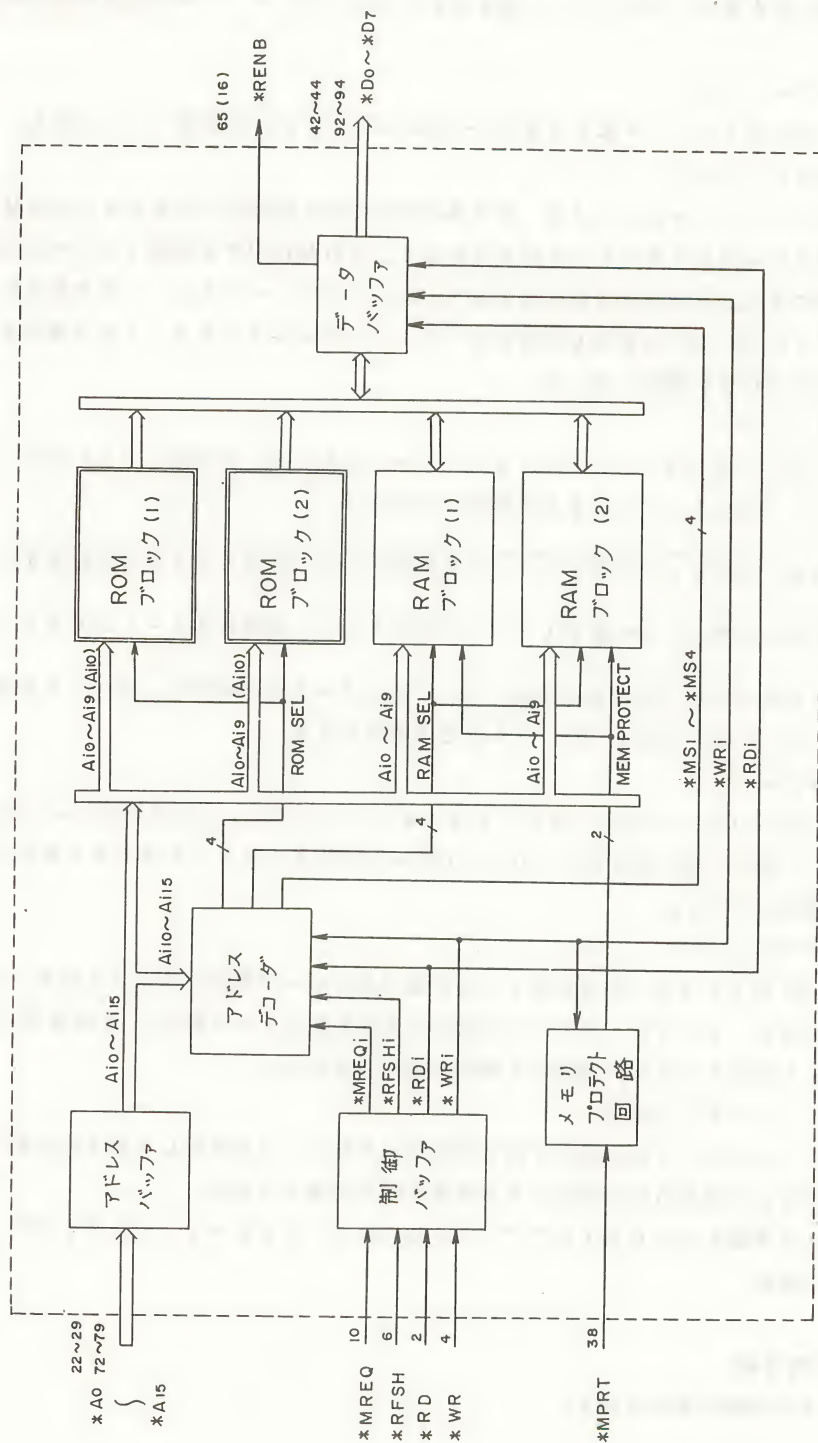 22~29
72~79
*A0
~
*A15
アドレス
バッファ
Ai0~Ai15
Ai10~Ai15
アドレス
デコーダ
10
*MREQ
6
*RFSH
2
*RD
4
*WR
制御
バッファ
*MREQi
*RFSHi
*RDi
*WRi
38
*MPRT
メモリ
プロテクト
回路
4
4
2
Ai0~Ai9 (Ai10)
Ai0~Ai9 (Ai10)
ROM SEL
Ai0~Ai9
RAM SEL
Ai0~Ai9
MEM PROTECT
ROM
ブロック (1)
ROM
ブロック (2)
RAM
ブロック (1)
RAM
ブロック (2)
データ
バッファ
65 (16)
*RENB
42~44
92~94
*D0~*D7
4
*MS1~*MS4
*WRi
*RDi